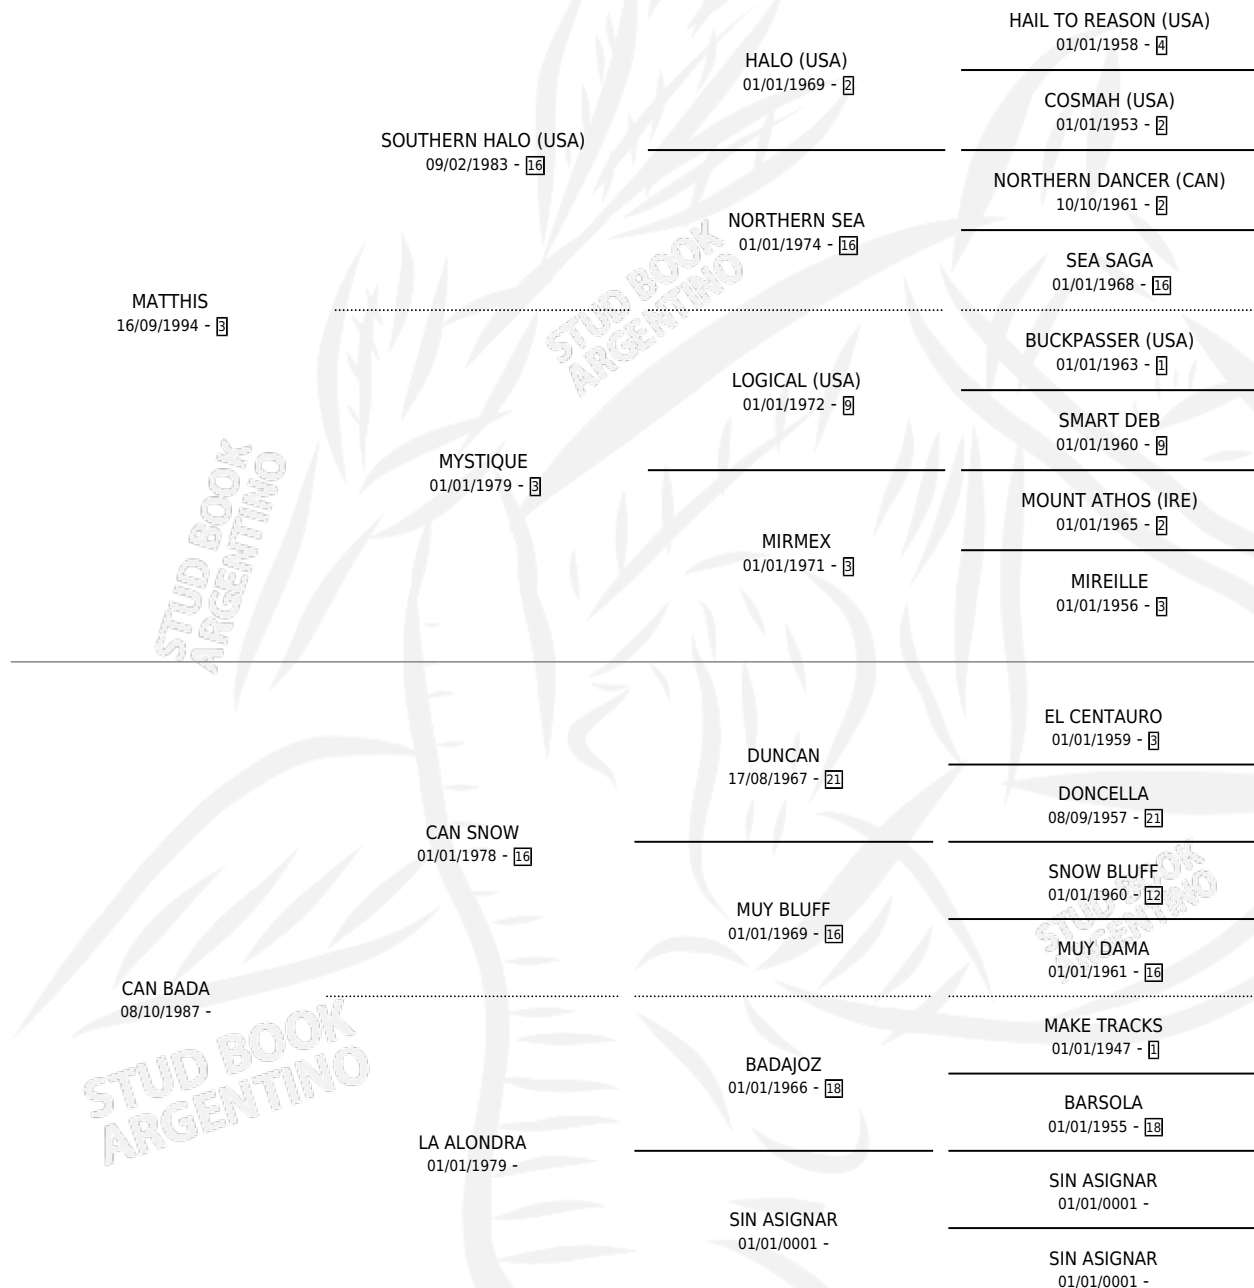 MATTHIS
16/09/1994 - 3
SOUTHERN HALO (USA)
09/02/1983 - 16
HALO (USA)
01/01/1969 - 2
HAIL TO REASON (USA)
01/01/1958 - 4
COSMAH (USA)
01/01/1953 - 2
NORTHERN SEA
01/01/1974 - 16
NORTHERN DANCER (CAN)
10/10/1961 - 2
SEA SAGA
01/01/1968 - 16
MYSTIQUE
01/01/1979 - 3
LOGICAL (USA)
01/01/1972 - 9
BUCKPASSER (USA)
01/01/1963 - 1
SMART DEB
01/01/1960 - 9
MIRMEX
01/01/1971 - 3
MOUNT ATHOS (IRE)
01/01/1965 - 2
MIREILLE
01/01/1956 - 3
CAN BADA
08/10/1987 -
CAN SNOW
01/01/1978 - 16
DUNCAN
17/08/1967 - 21
EL CENTAURO
01/01/1959 - 3
DONCELLA
08/09/1957 - 21
MUY BLUFF
01/01/1969 - 16
SNOW BLUFF
01/01/1960 - 12
MUY DAMA
01/01/1961 - 16
LA ALONDRA
01/01/1979 -
BADAJOZ
01/01/1966 - 18
MAKE TRACKS
01/01/1947 - 1
BARSOLA
01/01/1955 - 18
SIN ASIGNAR
01/01/0001 -
SIN ASIGNAR
01/01/0001 -
SIN ASIGNAR
01/01/0001 -
STUD BOOK
ARGENTINO
STUD BOOK
ARGENTINO
STUD BOOK
ARGENTINO
STUD BOOK
ARGENTINO